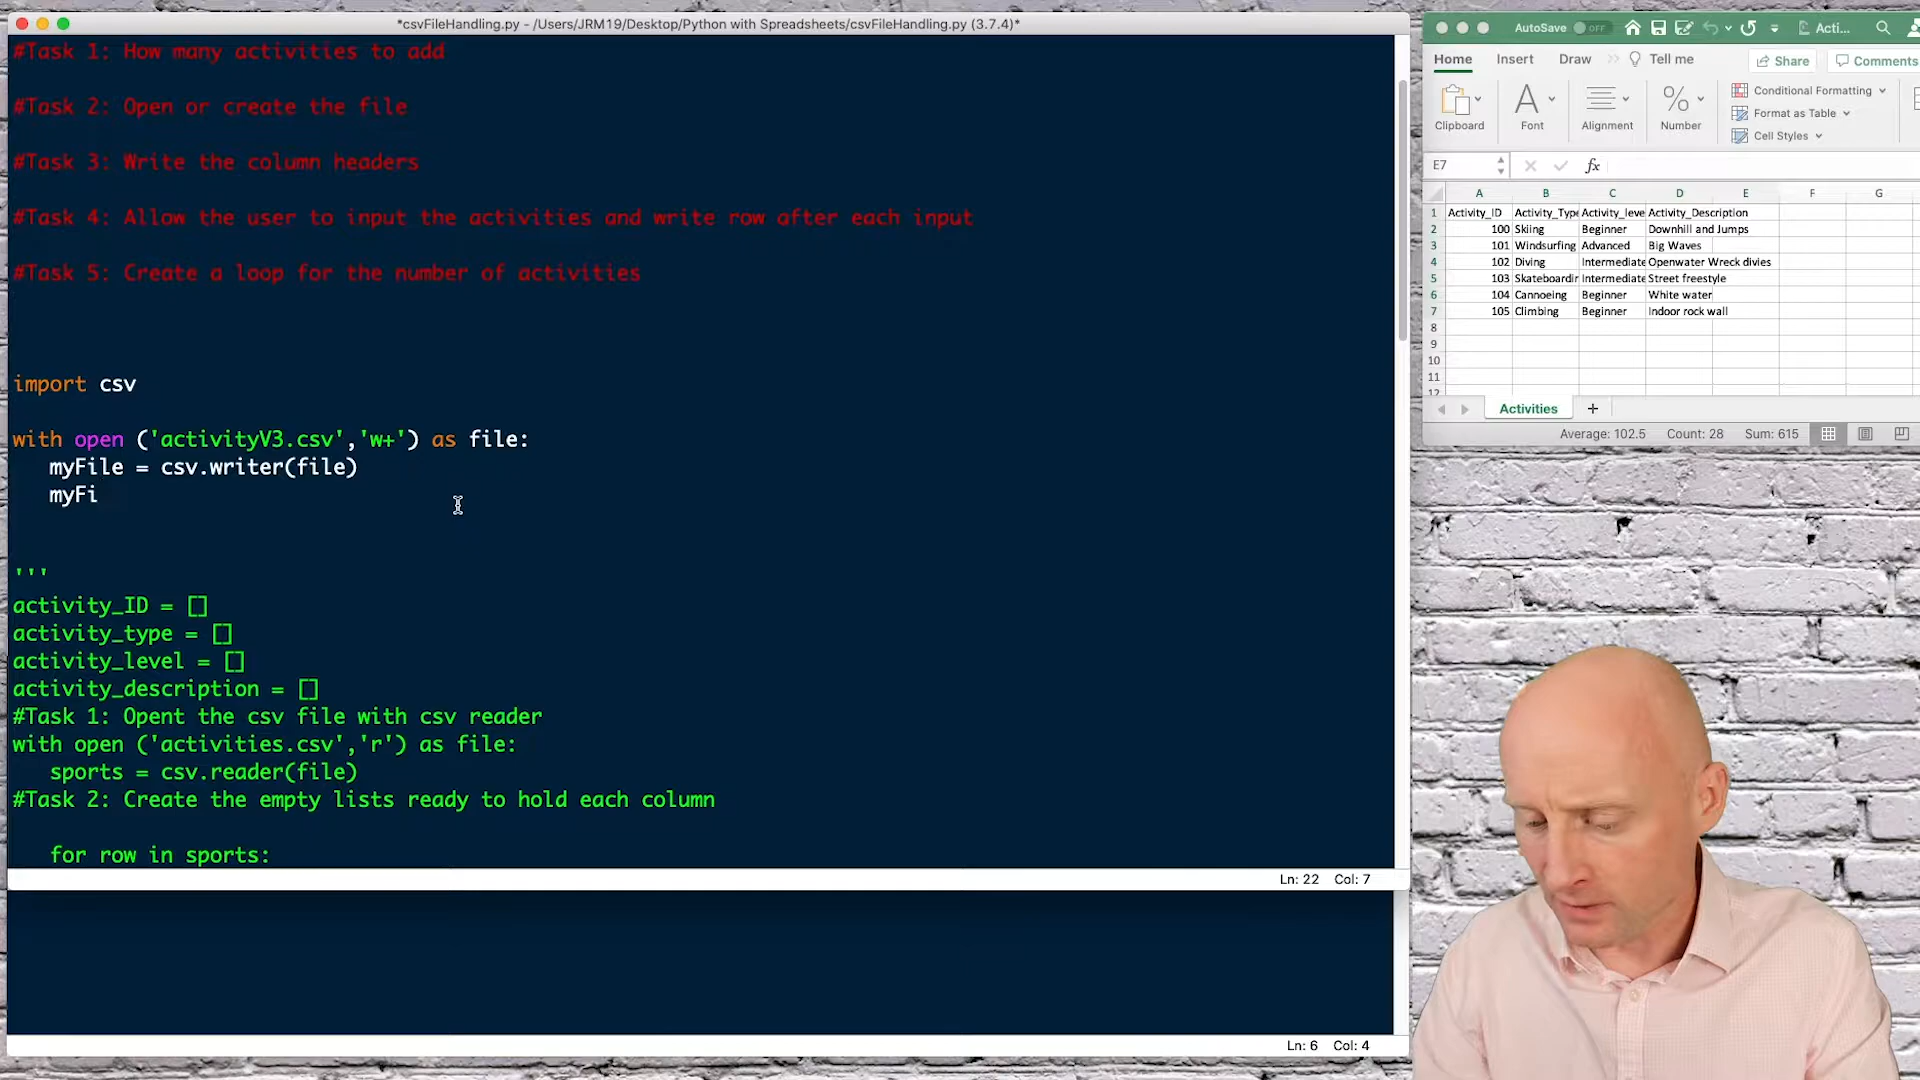 *csvFileHandling.py - /Users/JRM19/Desktop/Python with Spreadsheets/csvFileHandling.py (3.7.4)*
#Task 1: How many activities to add
#Task 2: Open or create the file
#Task 3: Write the column headers
#Task 4: Allow the user to input the activities and write row after each input
#Task 5: Create a loop for the number of activities
import csv
with open ('activityV3.csv','w+') as file:
   myFile = csv.writer(file)
   myFi
'''
activity_ID = []
activity_type = []
activity_level = []
activity_description = []
#Task 1: Opent the csv file with csv reader
with open ('activities.csv','r') as file:
   sports = csv.reader(file)
#Task 2: Create the empty lists ready to hold each column
   for row in sports:
Ln: 22 Col: 7
Ln: 6 Col: 4
AutoSave OFF Acti...
Home Insert Draw Tell me Share Comments
Clipboard Font Alignment Number
Conditional Formatting
Format as Table
Cell Styles
E7 fx
A B C D E F G
1 Activity_ID Activity_Type Activity_leve Activity_Description
2 100 Skiing Beginner Downhill and Jumps
3 101 Windsurfing Advanced Big Waves
4 102 Diving Intermediate Openwater Wreck divies
5 103 Skateboardin Intermediate Street freestyle
6 104 Cannoeing Beginner White water
7 105 Climbing Beginner Indoor rock wall
8
9
10
11
12
Activities +
Average: 102.5 Count: 28 Sum: 615